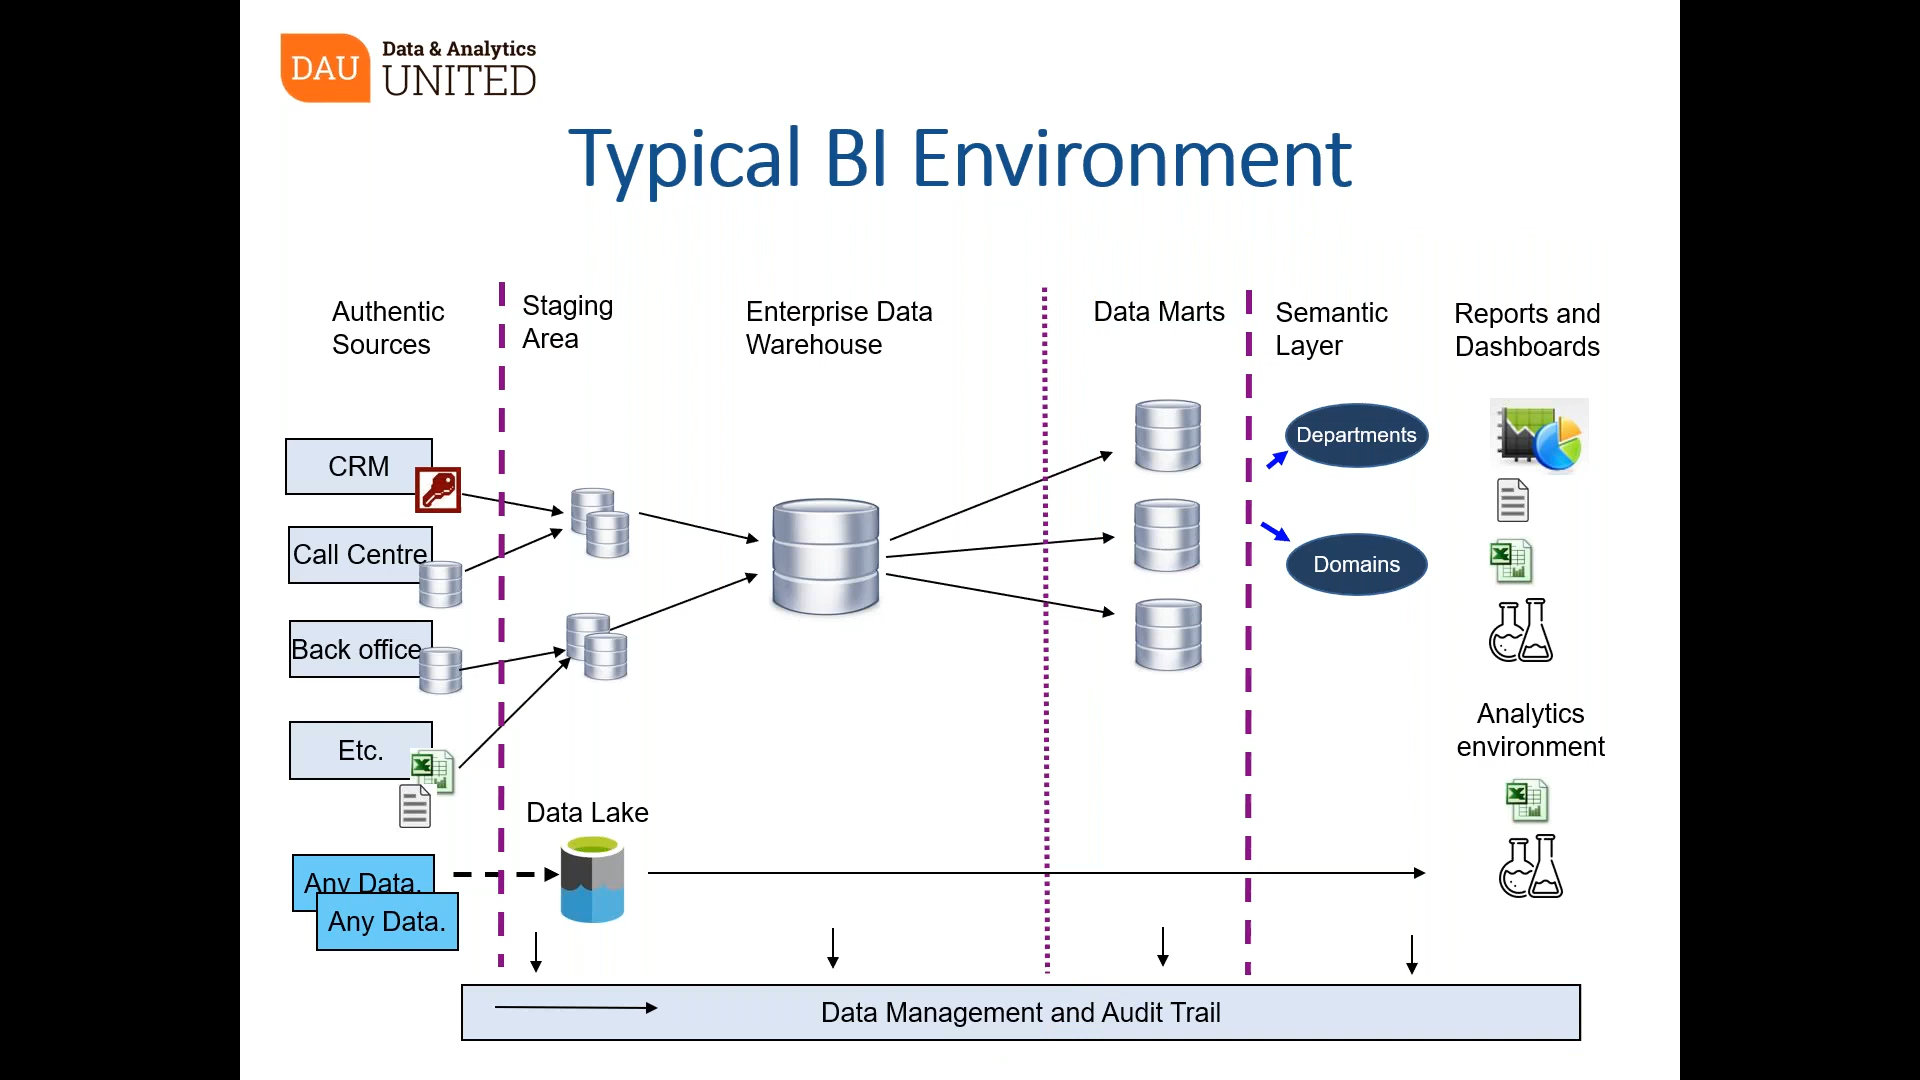 DAU
Data & Analytics
UNITED
Typical BI Environment
Authentic
Sources
Staging
Area
Enterprise Data
Warehouse
Data Marts
Semantic
Layer
Reports and
Dashboards
CRM
Call Centre
Back office
Etc.
Departments
Domains
Analytics
environment
Data Lake
Any Data.
Any Data.
Data Management and Audit Trail